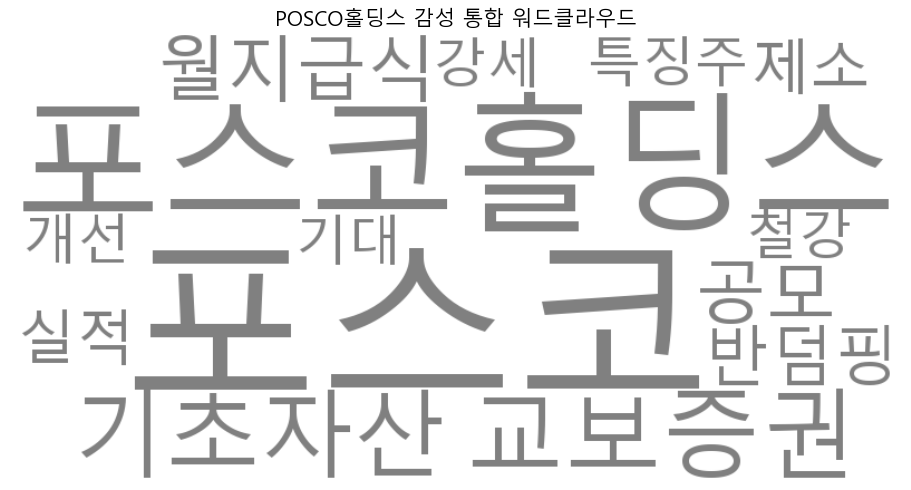 POSCO홀딩스 감성 통합 워드클라우드
월지급식 강세 특징주 제소
포스코홀딩스
개선 기대 철강
포스코 공모
실적 반덤핑
기초자산 교보증권